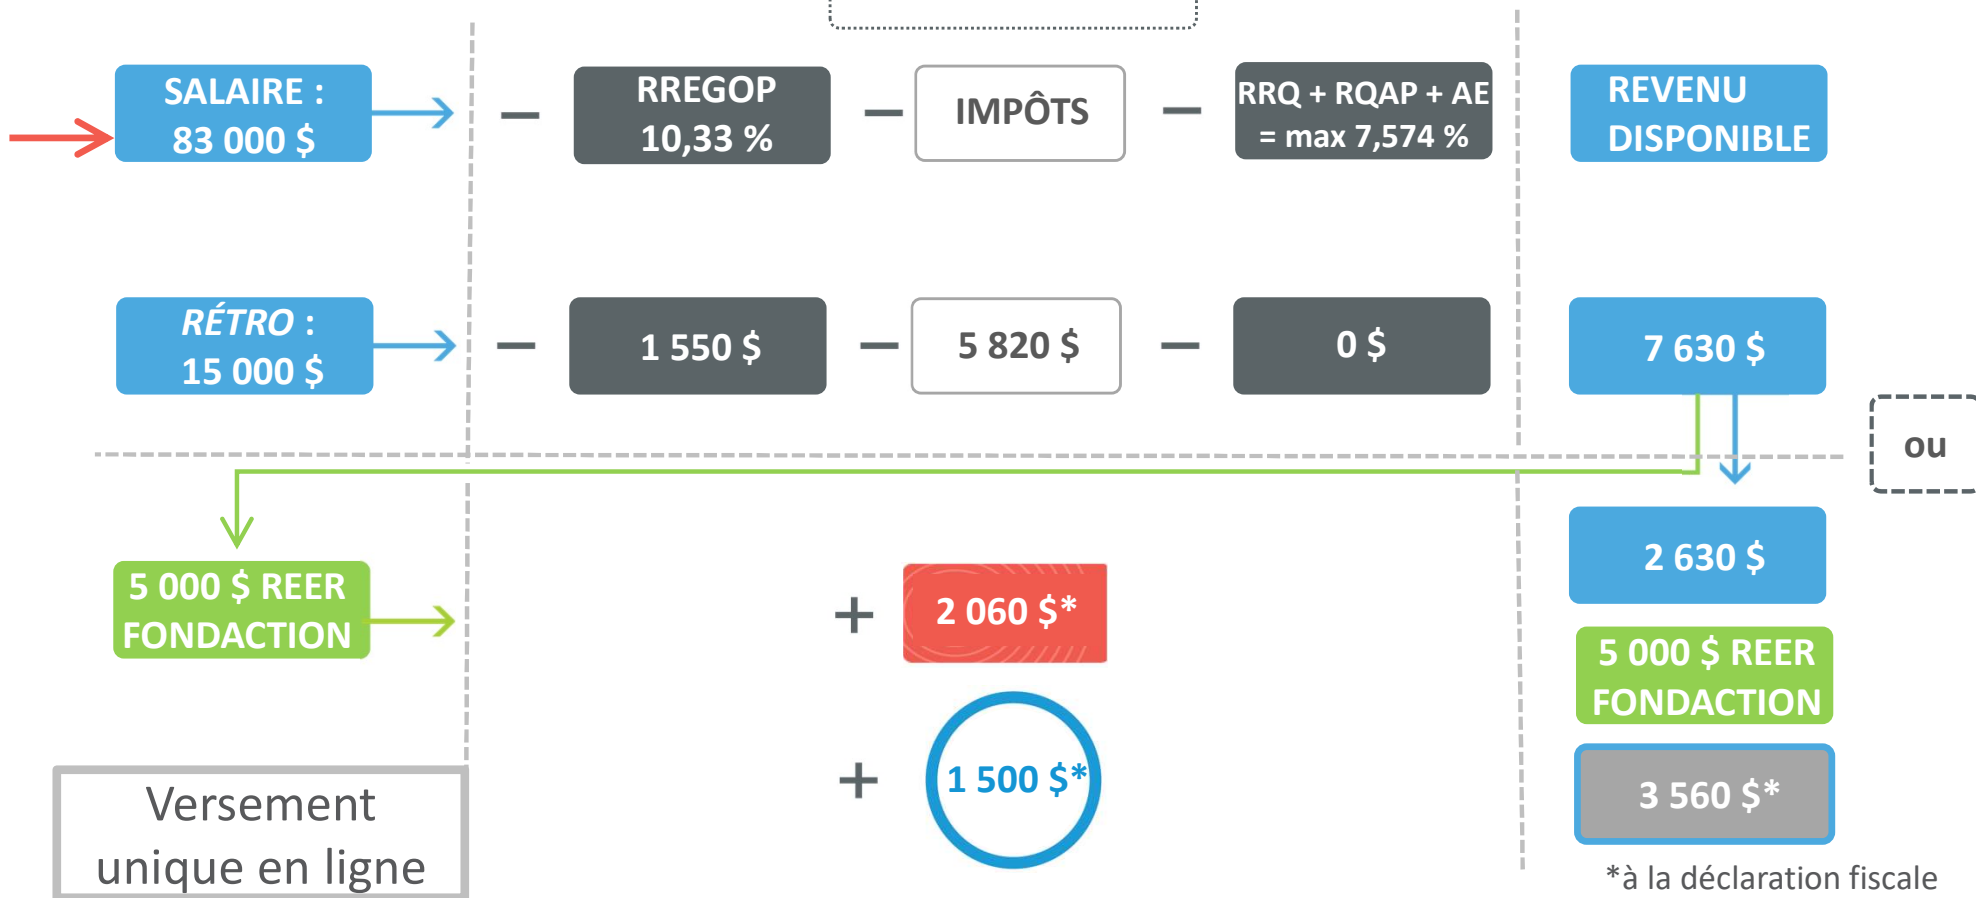 SALAIRE :
83 000 $
RREGOP
10,33 %
IMPÔTS
RRQ + RQAP + AE
= max 7,574 %
REVENU
DISPONIBLE
RÉTRO :
15 000 $
1 550 $
5 820 $
0 $
7 630 $
ou
2 630 $
5 000 $ REER
FONDACTION
2 060 $*
5 000 $ REER
FONDACTION
1 500 $*
3 560 $*
Versement
unique en ligne
*à la déclaration fiscale